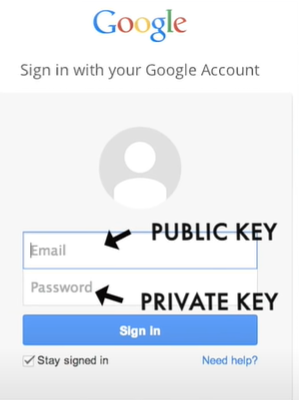 Google
Sign in with your Google Account
PUBLIC KEY
Email
Password
PRIVATE KEY
Sign in
Stay signed in Need help?